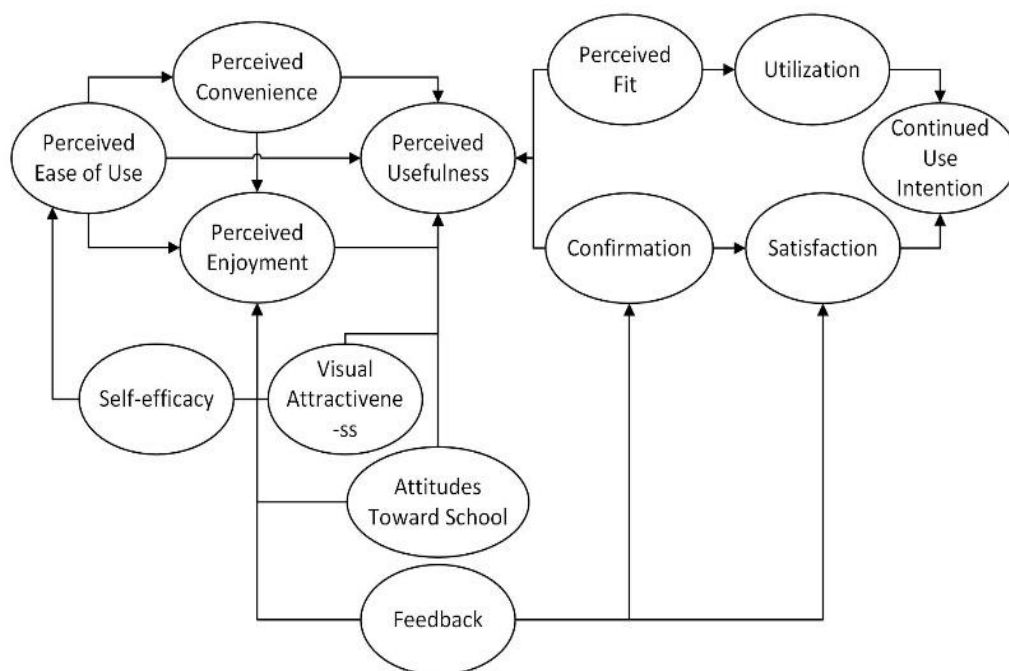 Perceived
Convenience
Perceived
Fit
Utilization
Perceived
Ease of Use
Perceived
Usefulness
Continued
Use
Intention
Perceived
Enjoyment
Confirmation
Satisfaction
Self-efficacy
Visual
Attractivene
-ss
Attitudes
Toward School
Feedback